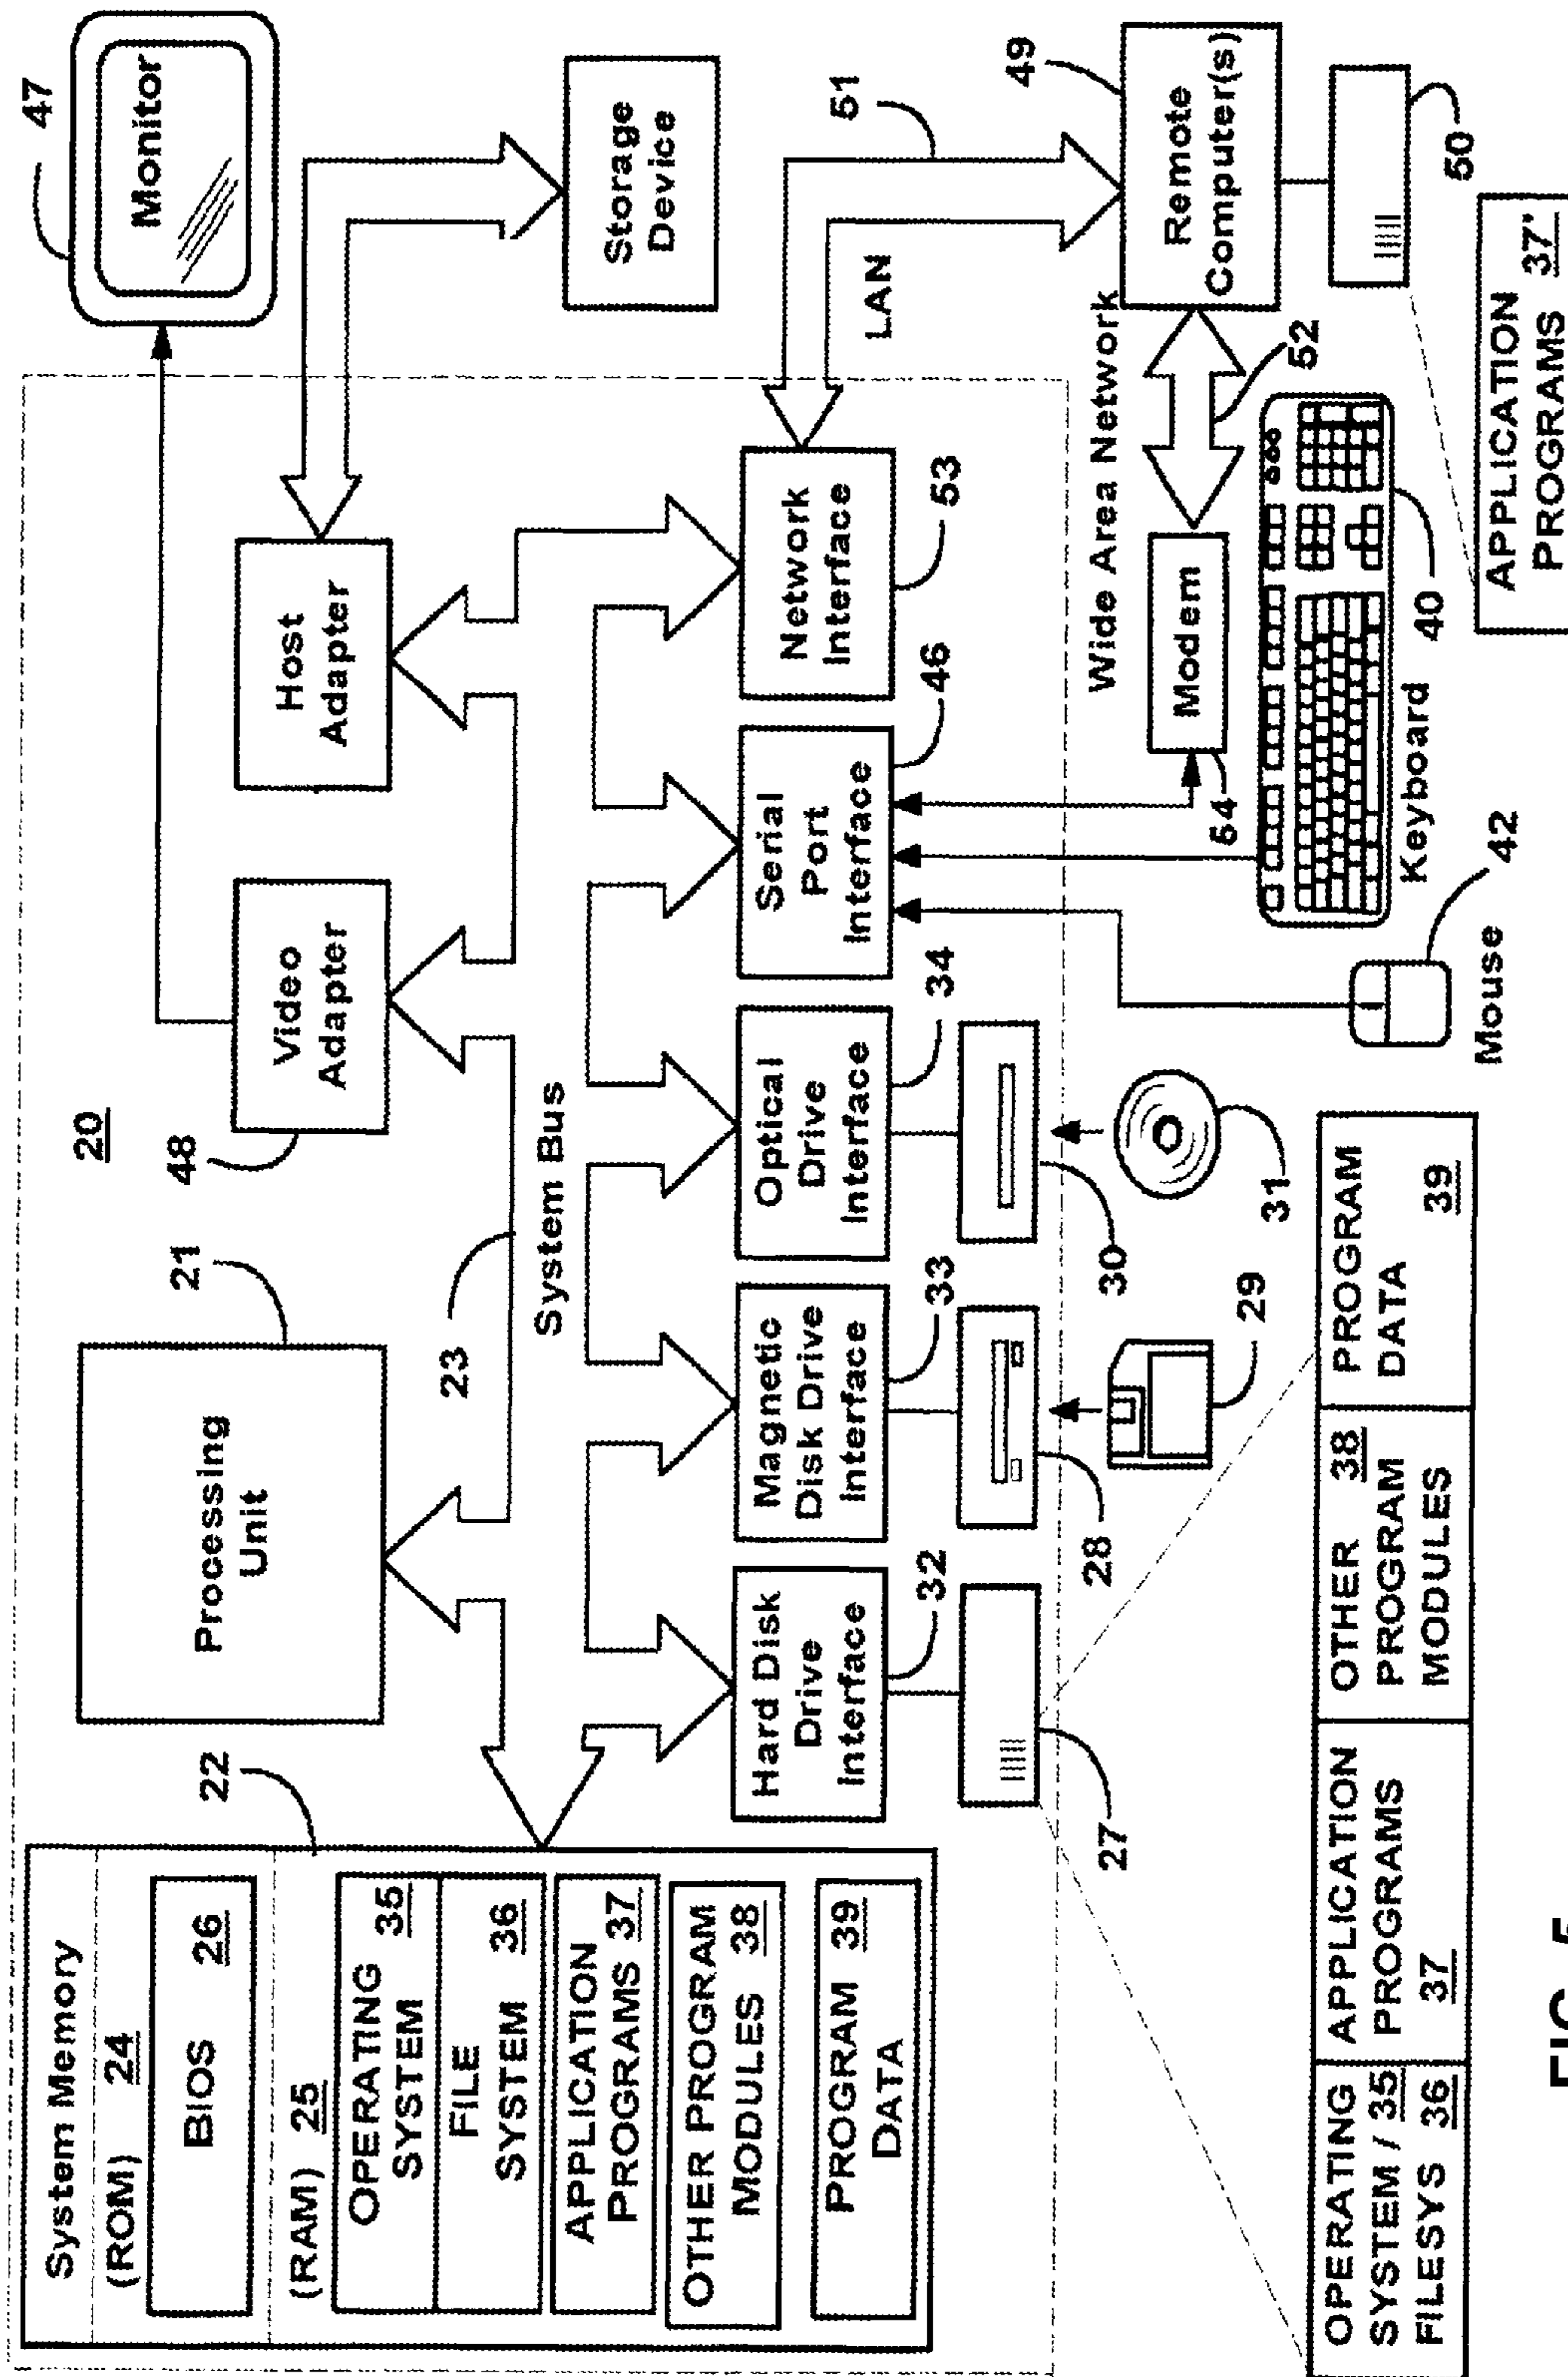 System Memory
(ROM) 24
BIOS 26
(RAM) 25
OPERATING
SYSTEM 35
FILE
SYSTEM 36
APPLICATION
PROGRAMS 37
OTHER PROGRAM
MODULES 38
PROGRAM 39
DATA
22
Processing
Unit
21
20
48
Video
Adapter
Host
Adapter
47
Monitor
Storage
Device
23
System Bus
Hard Disk
Drive
Interface
32
Magnetic
Disk Drive
Interface
33
Optical
Drive
Interface
34
Serial
Port
Interface
46
Network
Interface
53
LAN
51
27
28
29
30
31
Wide Area Network
Modem
54
52
49
Remote
Computer(s)
50
Keyboard
40
Mouse
42
OPERATING
SYSTEM / 35
FILESYS 36
APPLICATION
PROGRAMS
37
OTHER 38
PROGRAM
MODULES
PROGRAM
DATA
39
APPLICATION
PROGRAMS 37"